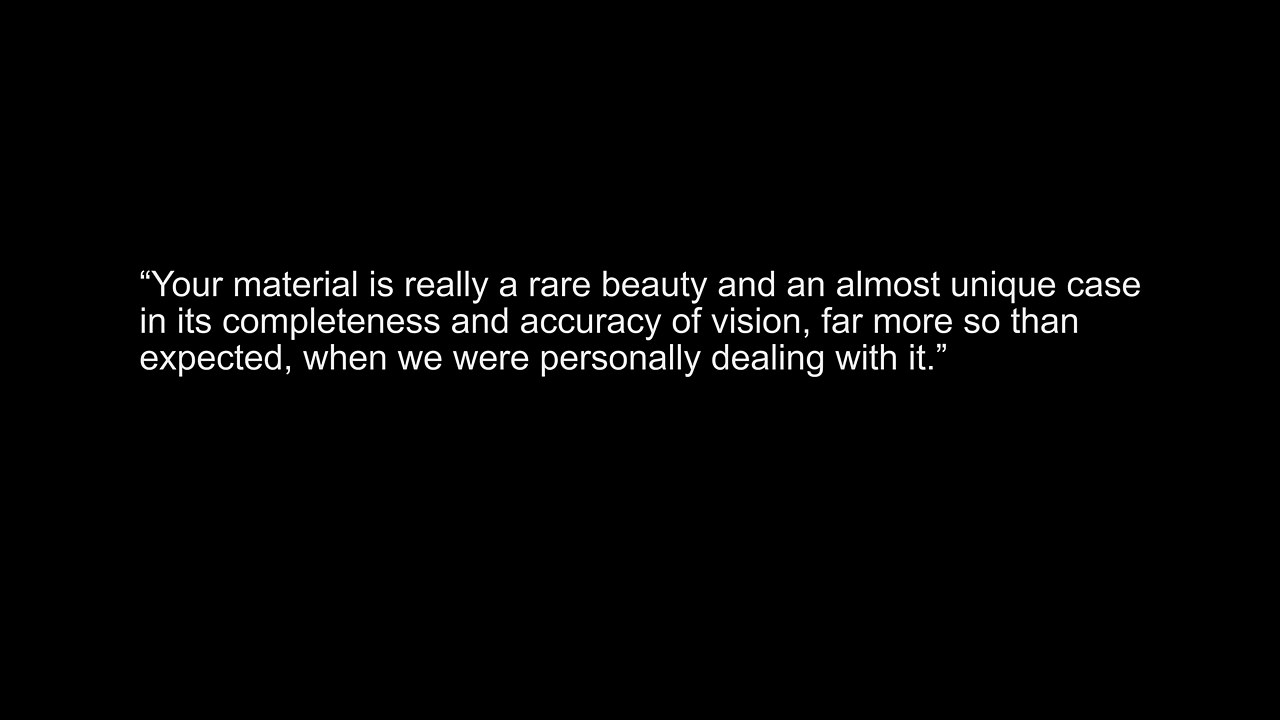 “Your material is really a rare beauty and an almost unique case
in its completeness and accuracy of vision, far more so than
expected, when we were personally dealing with it.”